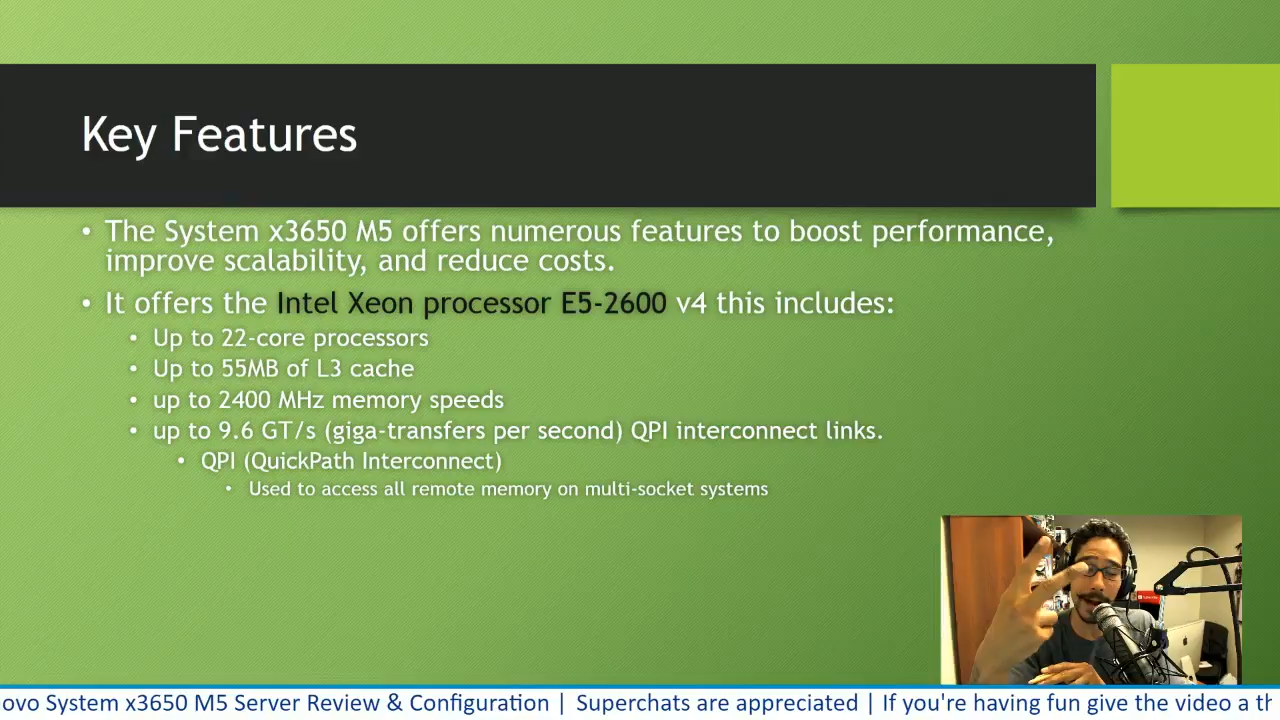 Key Features
• The System x3650 M5 offers numerous features to boost performance,
improve scalability, and reduce costs.
• It offers the Intel Xeon processor E5-2600 v4 this includes:
• Up to 22-core processors
• Up to 55MB of L3 cache
• up to 2400 MHz memory speeds
• up to 9.6 GT/s (giga-transfers per second) QPI interconnect links.
• QPI (QuickPath Interconnect)
• Used to access all remote memory on multi-socket systems
ovo System x3650 M5 Server Review & Configuration | Superchats are appreciated | If you're having fun give the video a th